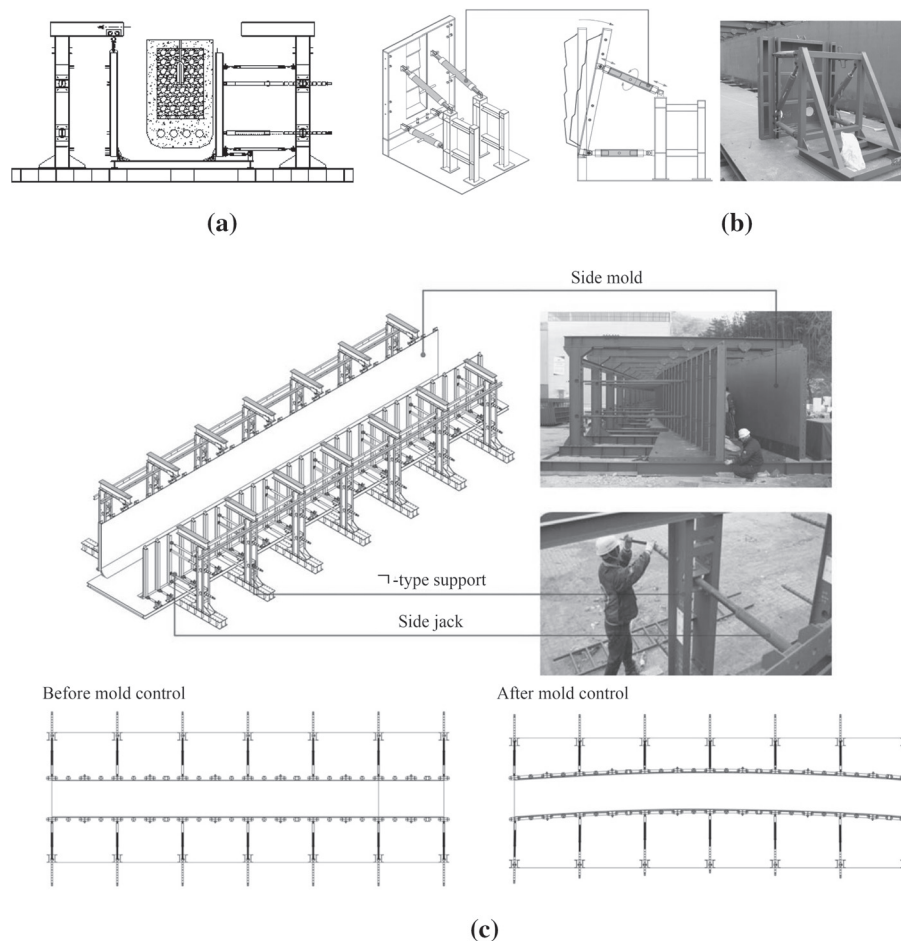 (a)
(b)
Side mold
ㄱ-type support
Side jack
Before mold control
After mold control
(c)